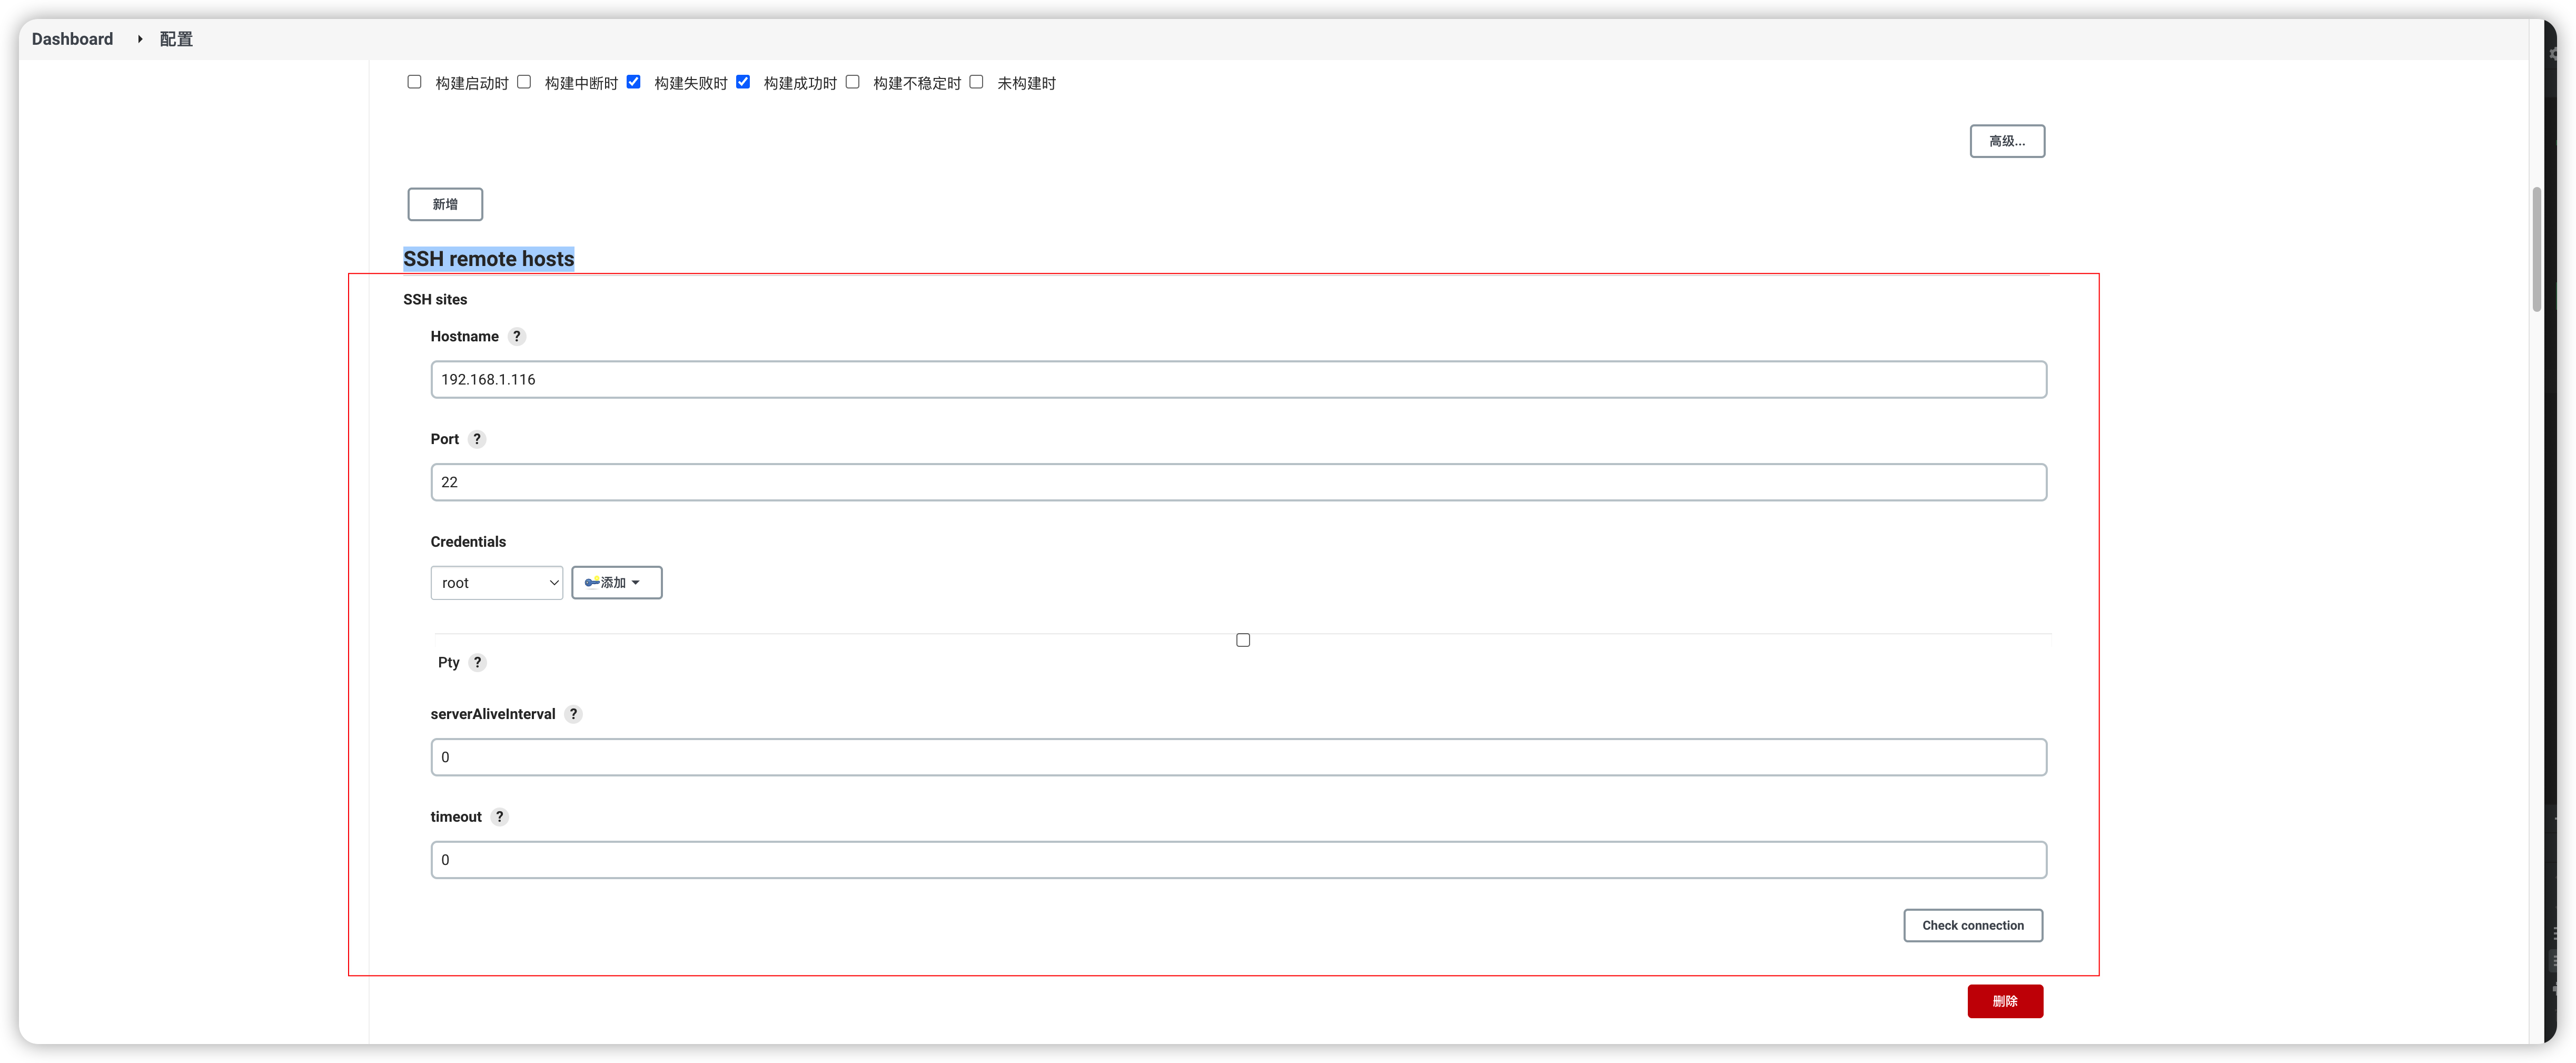 Dashboard 配置
构建启动时 构建中断时 构建失败时 构建成功时 构建不稳定时 未构建时
高级...
新增
SSH remote hosts
SSH sites
Hostname ?
192.168.1.116
Port ?
22
Credentials
root 添加
Pty ?
serverAliveInterval ?
0
timeout ?
0
Check connection
删除